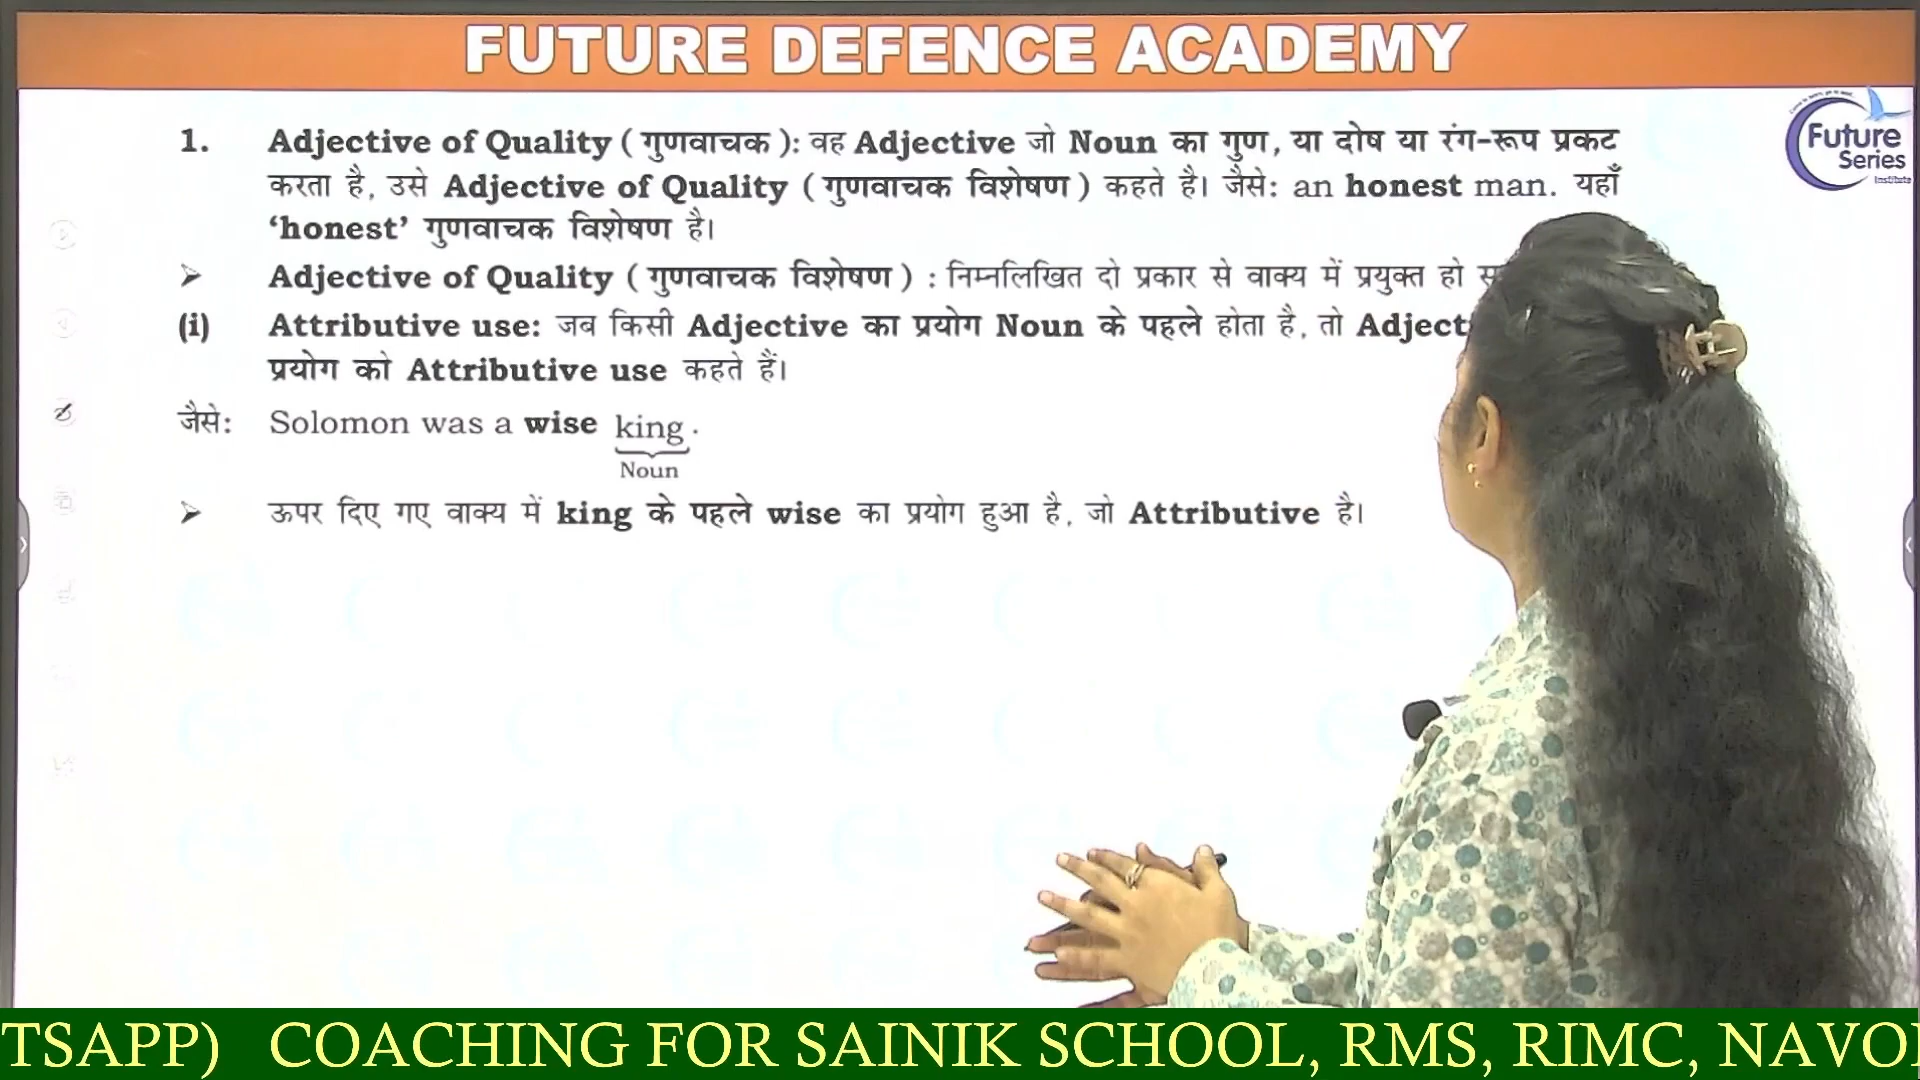 FUTURE DEFENCE ACADEMY
Future
Series
Institute
1. Adjective of Quality ( गुणवाचक ): वह Adjective जो Noun का गुण, या दोष या रंग-रूप प्रकट
करता है, उसे Adjective of Quality ( गुणवाचक विशेषण ) कहते है। जैसे: an honest man. यहाँ
‘honest’ गुणवाचक विशेषण है।
➢ Adjective of Quality ( गुणवाचक विशेषण ) : निम्नलिखित दो प्रकार से वाक्य में प्रयुक्त हो
(i) Attributive use: जब किसी Adjective का प्रयोग Noun के पहले होता है, तो Adject
प्रयोग को Attributive use कहते हैं।
जैसे: Solomon was a wise king.
Noun
➢ ऊपर दिए गए वाक्य में king के पहले wise का प्रयोग हुआ है, जो Attributive है।
TSAPP) COACHING FOR SAINIK SCHOOL, RMS, RIMC, NAVO